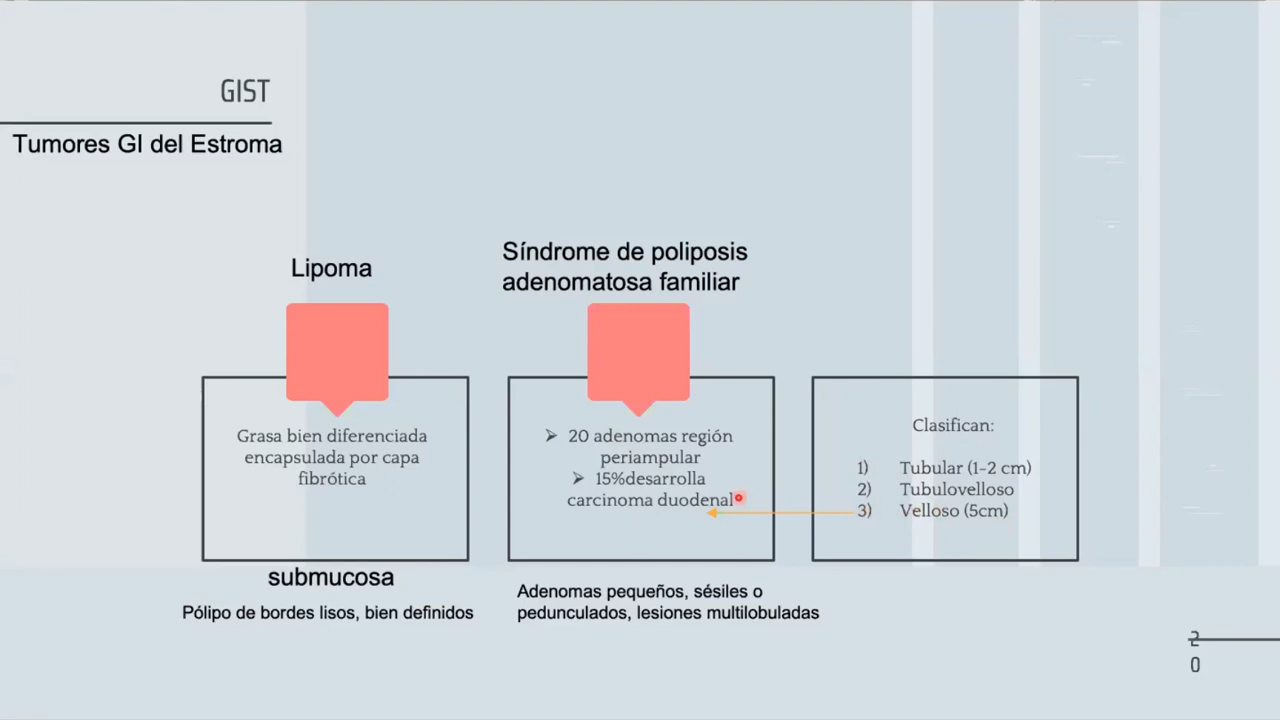 GIST
Tumores GI del Estroma
Lipoma
Grasa bien diferenciada
encapsulada por capa
fibrótica
submucosa
Pólipo de bordes lisos, bien definidos
Síndrome de poliposis
adenomatosa familiar
➢ 20 adenomas región
periampular
➢ 15%desarrolla
carcinoma duodenal
Adenomas pequeños, sésiles o
pedunculados, lesiones multilobuladas
Clasifican:
1) Tubular (1-2 cm)
2) Tubulovelloso
3) Velloso (5cm)
2
0